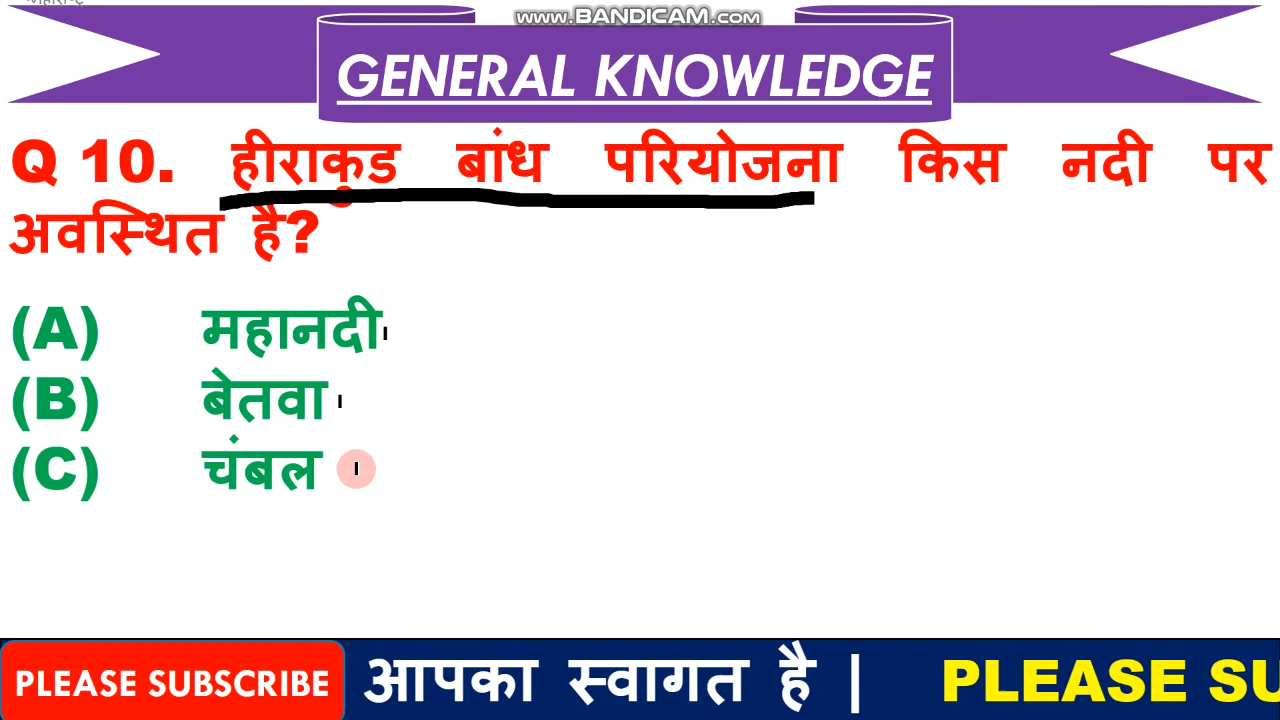 www.BANDICAM.com
GENERAL KNOWLEDGE
Q 10. हीराकुड बांध परियोजना किस नदी पर
अवस्थित है?
(A) महानदी
(B) बेतवा
(C) चंबल
PLEASE SUBSCRIBE आपका स्वागत है | PLEASE SU